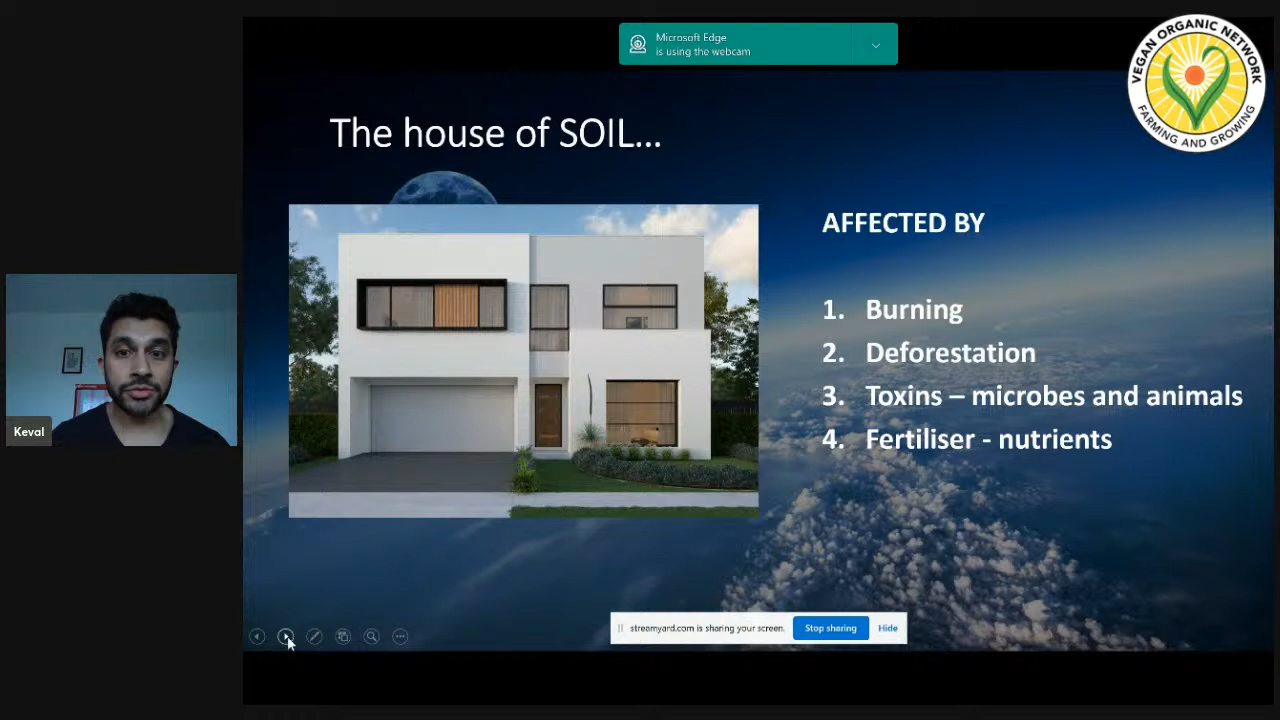 Microsoft Edge
is using the webcam
VEGAN ORGANIC NETWORK
FARMING AND GROWING
The house of SOIL...
AFFECTED BY
1. Burning
2. Deforestation
3. Toxins – microbes and animals
4. Fertiliser - nutrients
Keval
streamyard.com is sharing your screen.
Stop sharing
Hide